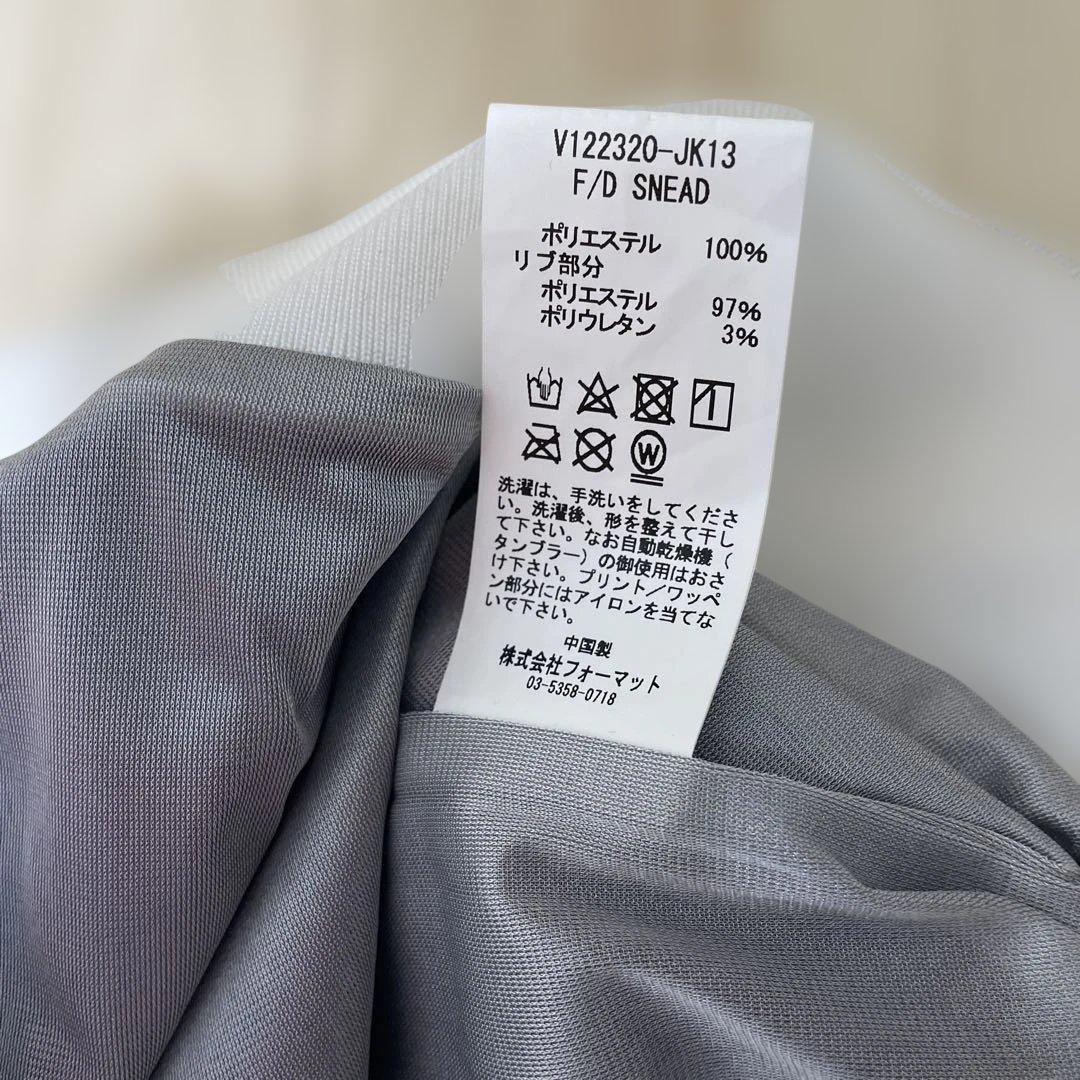 V122320-JK13
F/D SNEAD
ポリエステル 100%
リブ部分
ポリエステル 97%
ポリウレタン 3%
W
洗濯は、手洗いをしてくださ
い。洗濯後、形を整えて干し
て下さい。なお自動乾燥機(
タンブラー)の御使用はおさ
け下さい。プリント/ワッペ
ン部分にはアイロンを当てな
いで下さい。
中国製
株式会社フォーマット
03-5358-0718